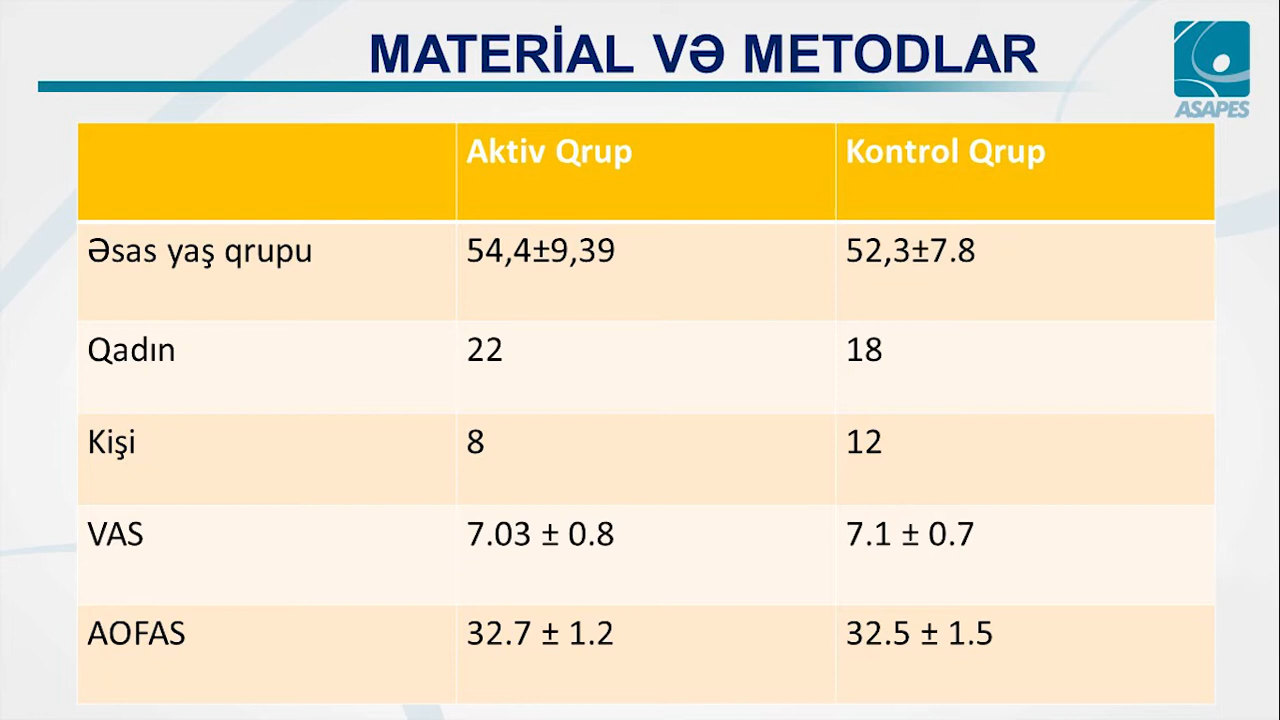 MATERİAL VƏ METODLAR
ASAPES
Aktiv Qrup Kontrol Qrup
Əsas yaş qrupu 54,4±9,39 52,3±7.8
Qadın 22 18
Kişi 8 12
VAS 7.03 ± 0.8 7.1 ± 0.7
AOFAS 32.7 ± 1.2 32.5 ± 1.5